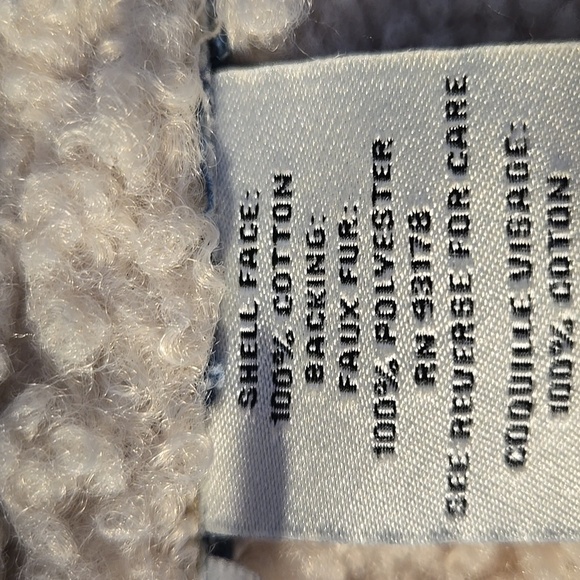 SHELL FACE:
100% COTTON
BACKING:
FAUX FUR:
100% POLYESTER
RN 93178
SEE REVERSE FOR CARE
COQUILLE VISAGE:
100% COTON